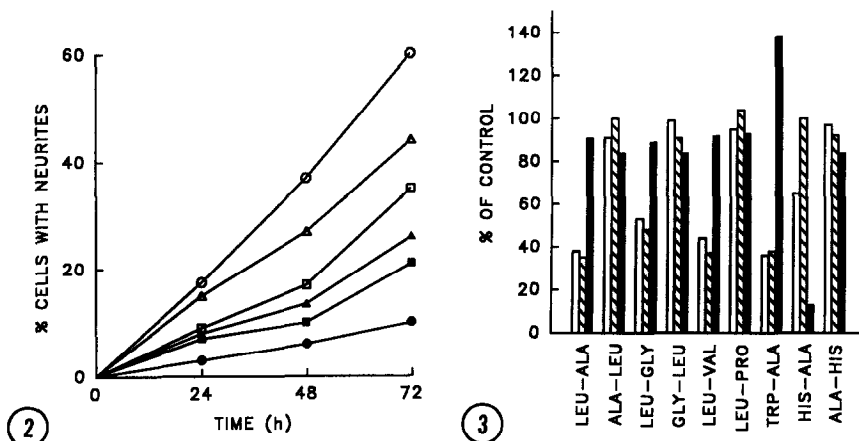 60
40
20
0
% CELLS WITH NEURITES
0 24 48 72
TIME (h)
2
140
120
100
80
60
40
20
0
% OF CONTROL
LEU-ALA
ALA-LEU
LEU-GLY
GLY-LEU
LEU-VAL
LEU-PRO
TRP-ALA
HIS-ALA
ALA-HIS
3